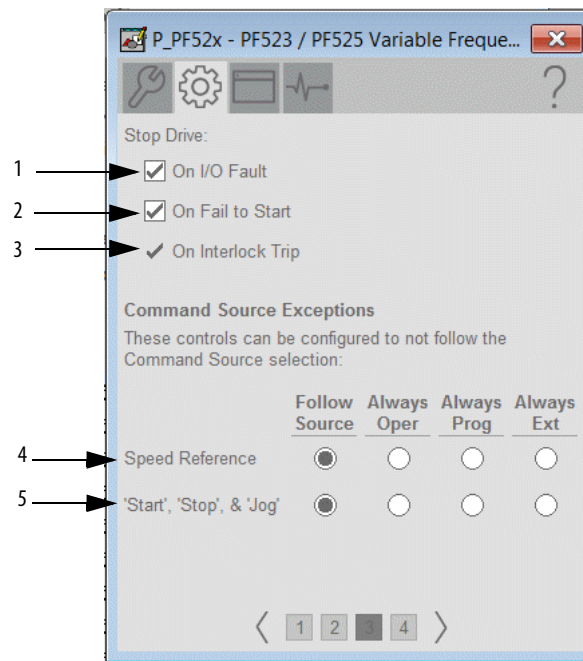 P_PF52x - PF523 / PF525 Variable Freque...
?
Stop Drive:
1 On I/O Fault
2 On Fail to Start
3 On Interlock Trip
Command Source Exceptions
These controls can be configured to not follow the
Command Source selection:
Follow Always Always Always
Source Oper Prog Ext
4 Speed Reference
5 'Start', 'Stop', & 'Jog'
1 2 3 4